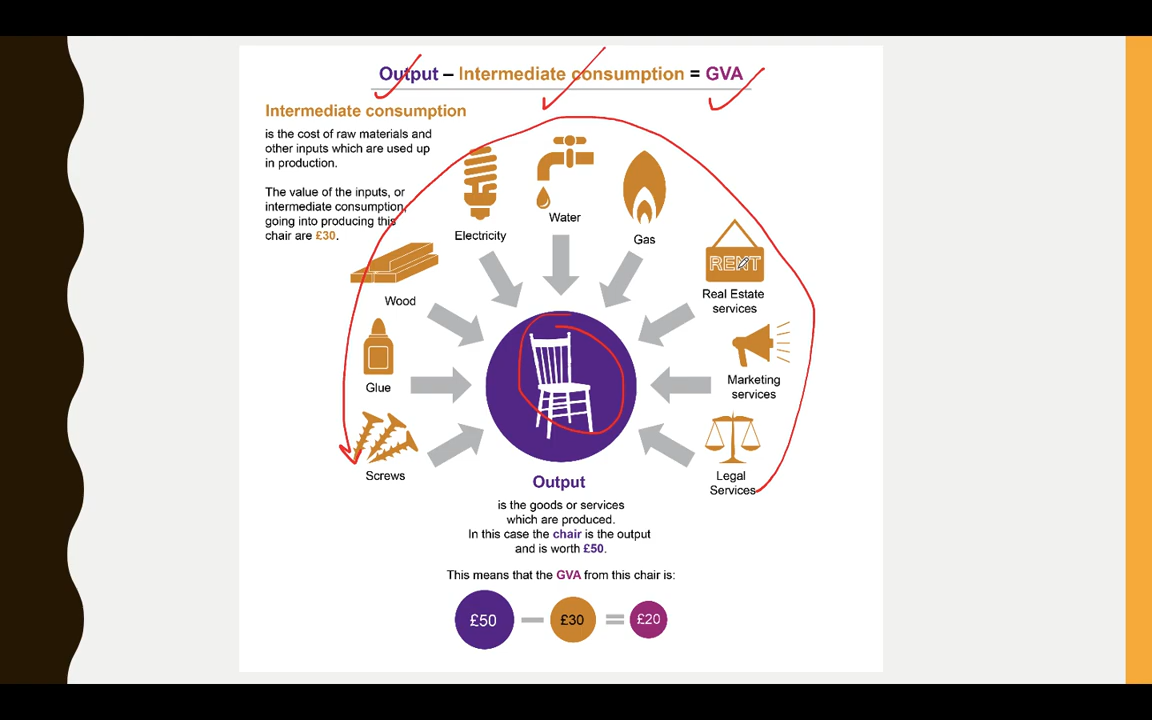 Output – Intermediate consumption = GVA
Intermediate consumption
is the cost of raw materials and
other inputs which are used up
in production.
The value of the inputs, or
intermediate consumption,
going into producing this
chair are £30.
Electricity
Water
Gas
RENT
Real Estate
services
Wood
Glue
Marketing
services
Screws
Legal
Services
Output
is the goods or services
which are produced.
In this case the chair is the output
and is worth £50.
This means that the GVA from this chair is:
£50 – £30 = £20